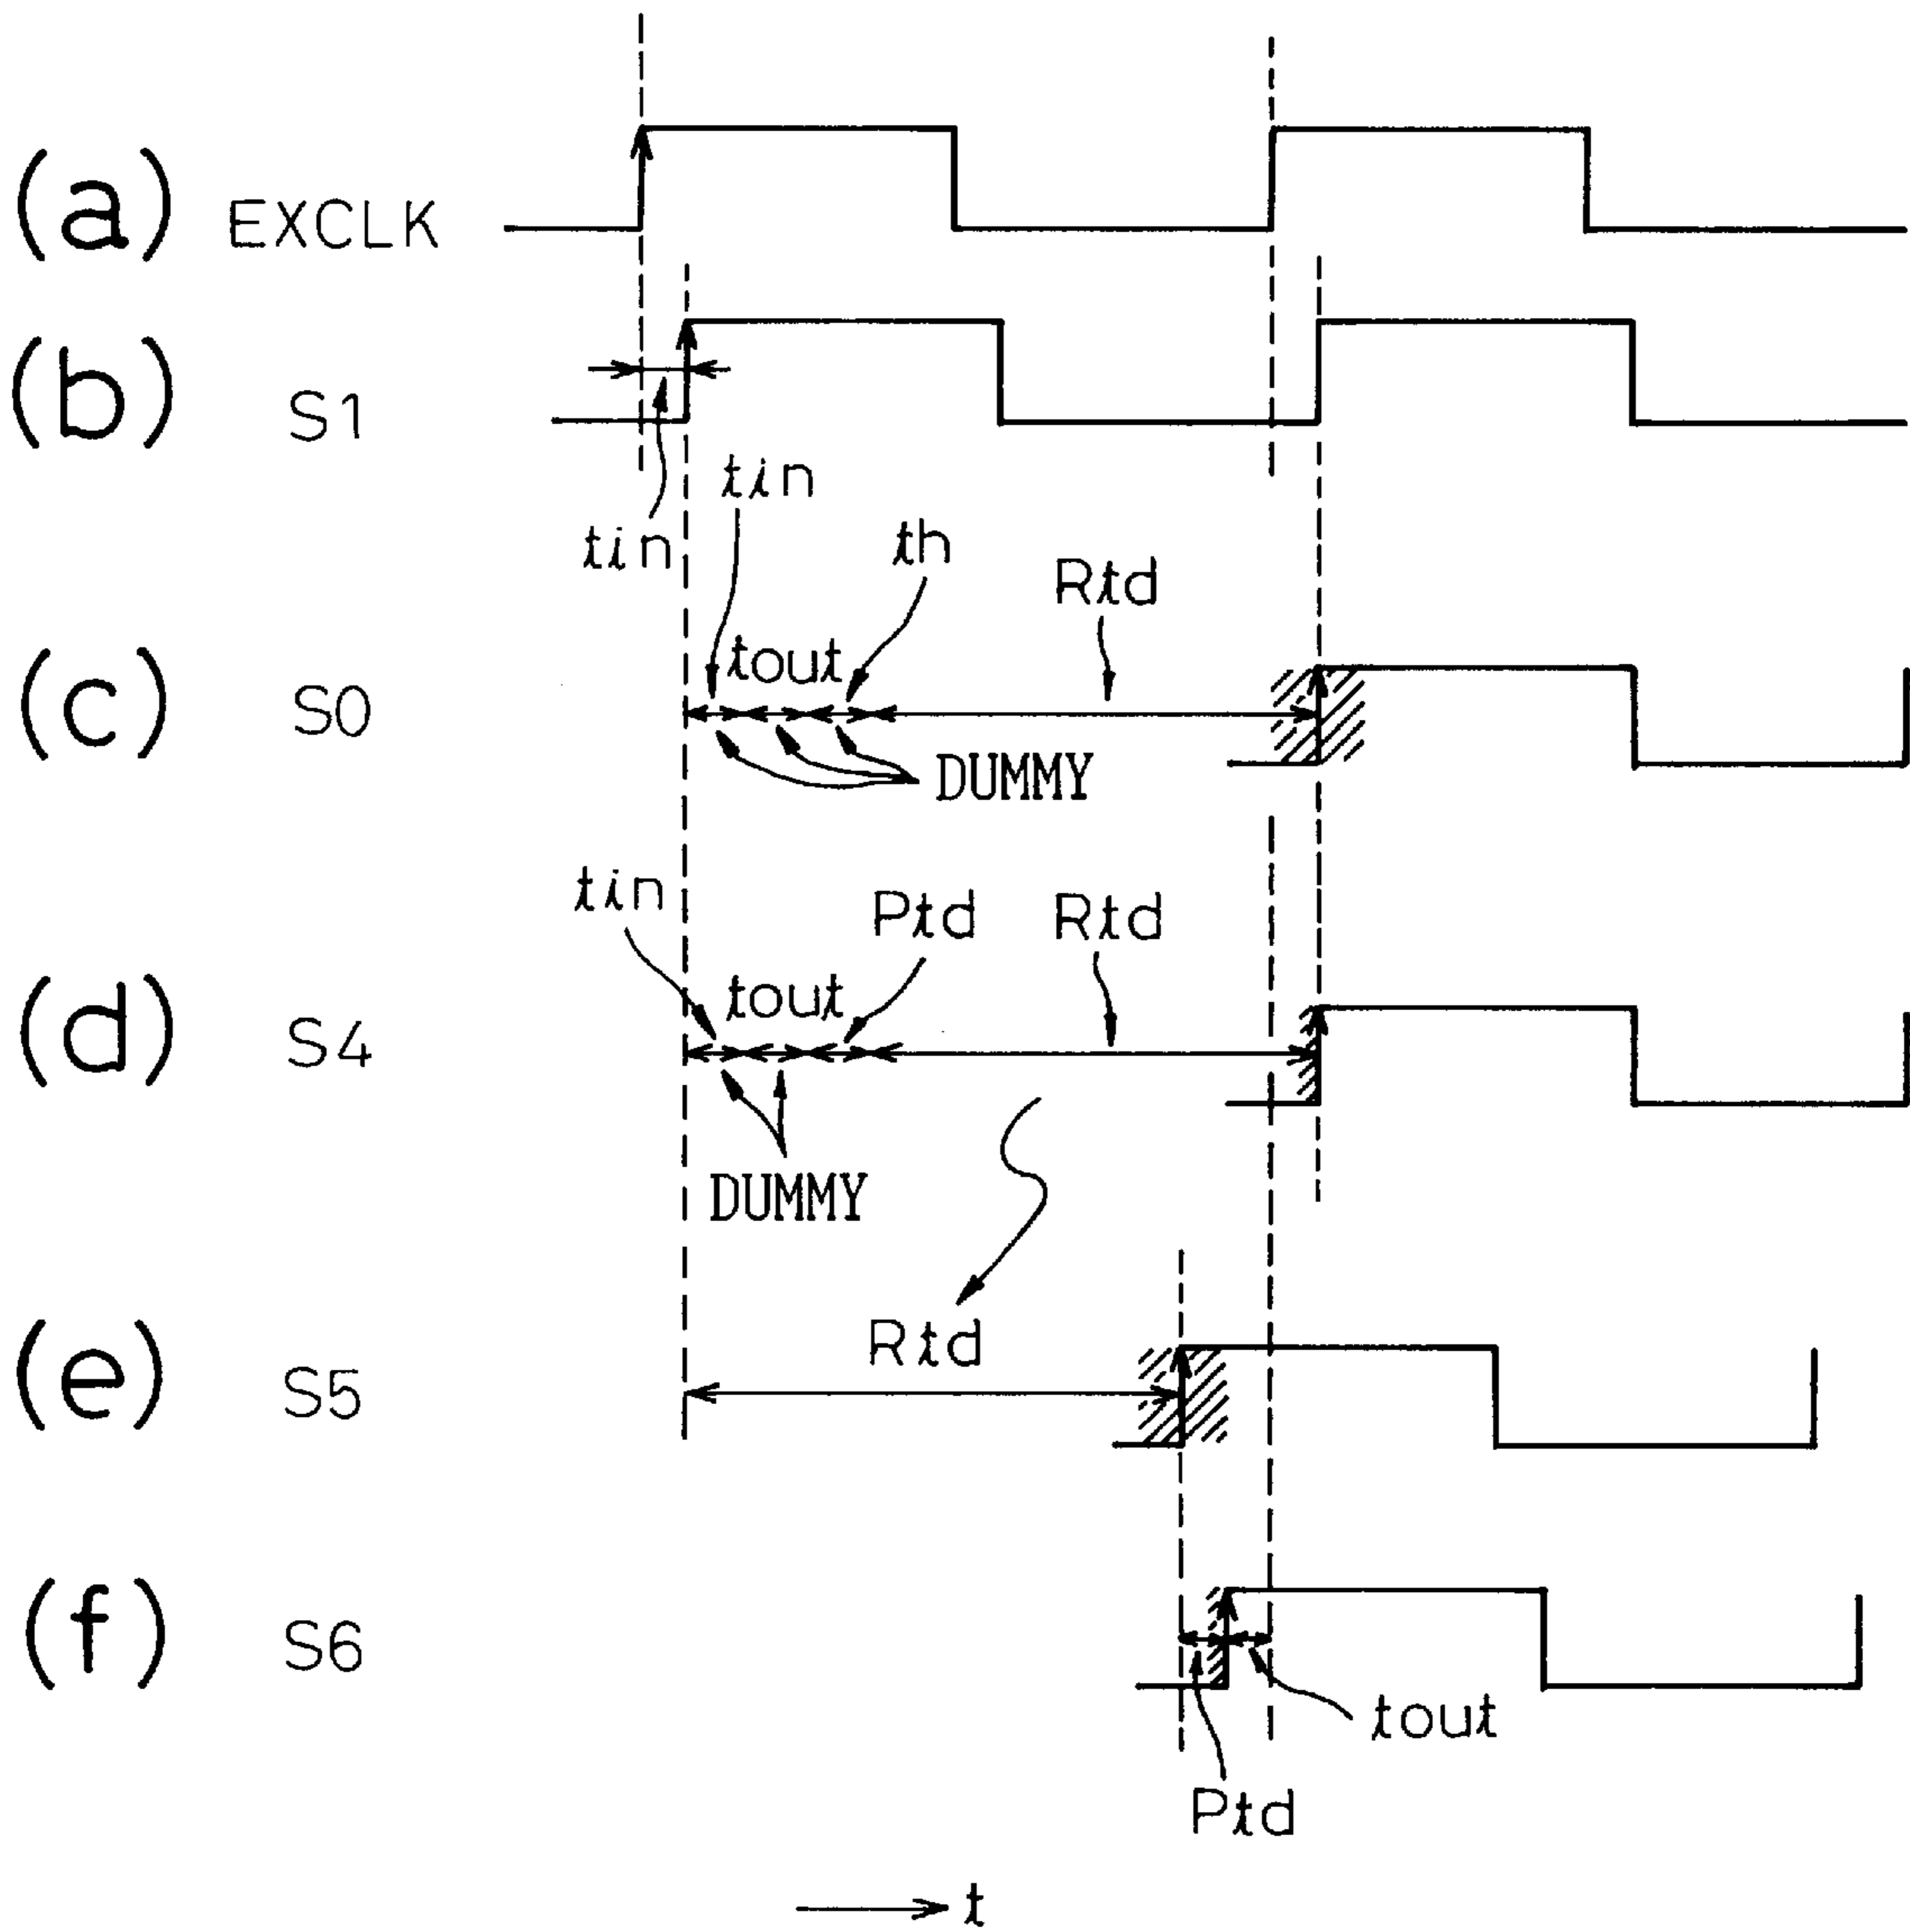 (a) EXCLK
(b) S1
tin
tin
th
Rtd
tout
(c) S0
DUMMY
tin
Ptd
Rtd
tout
(d) S4
DUMMY
Rtd
(e) S5
(f) S6
tout
Ptd
t